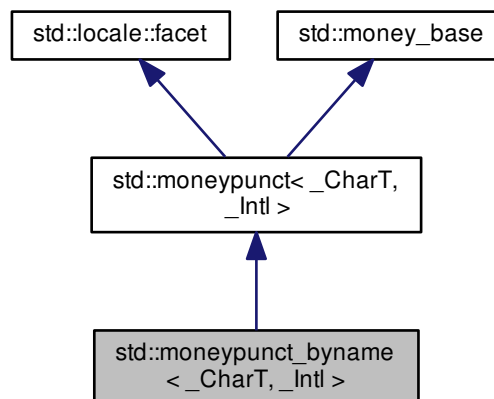 std::locale::facet
std::money_base
std::moneypunct< _CharT,
_Intl >
std::moneypunct_byname
< _CharT, _Intl >